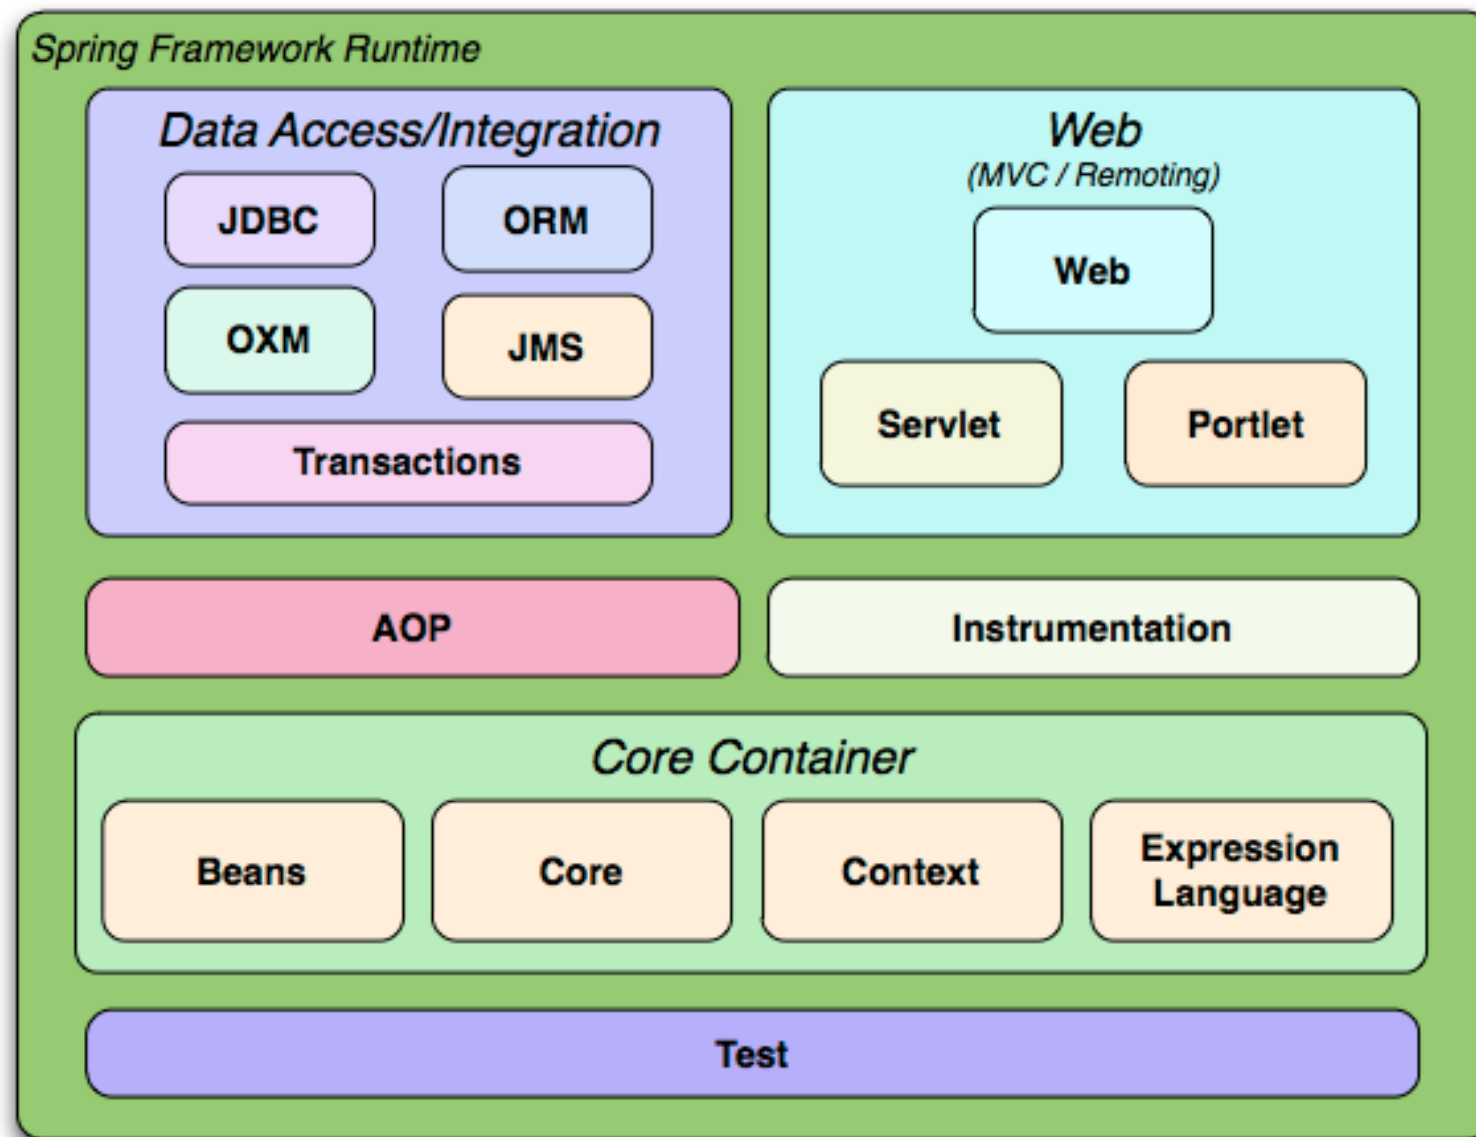 Spring Framework Runtime
Data Access/Integration
JDBC
ORM
OXM
JMS
Transactions
Web
(MVC / Remoting)
Web
Servlet
Portlet
AOP
Instrumentation
Core Container
Beans
Core
Context
Expression
Language
Test